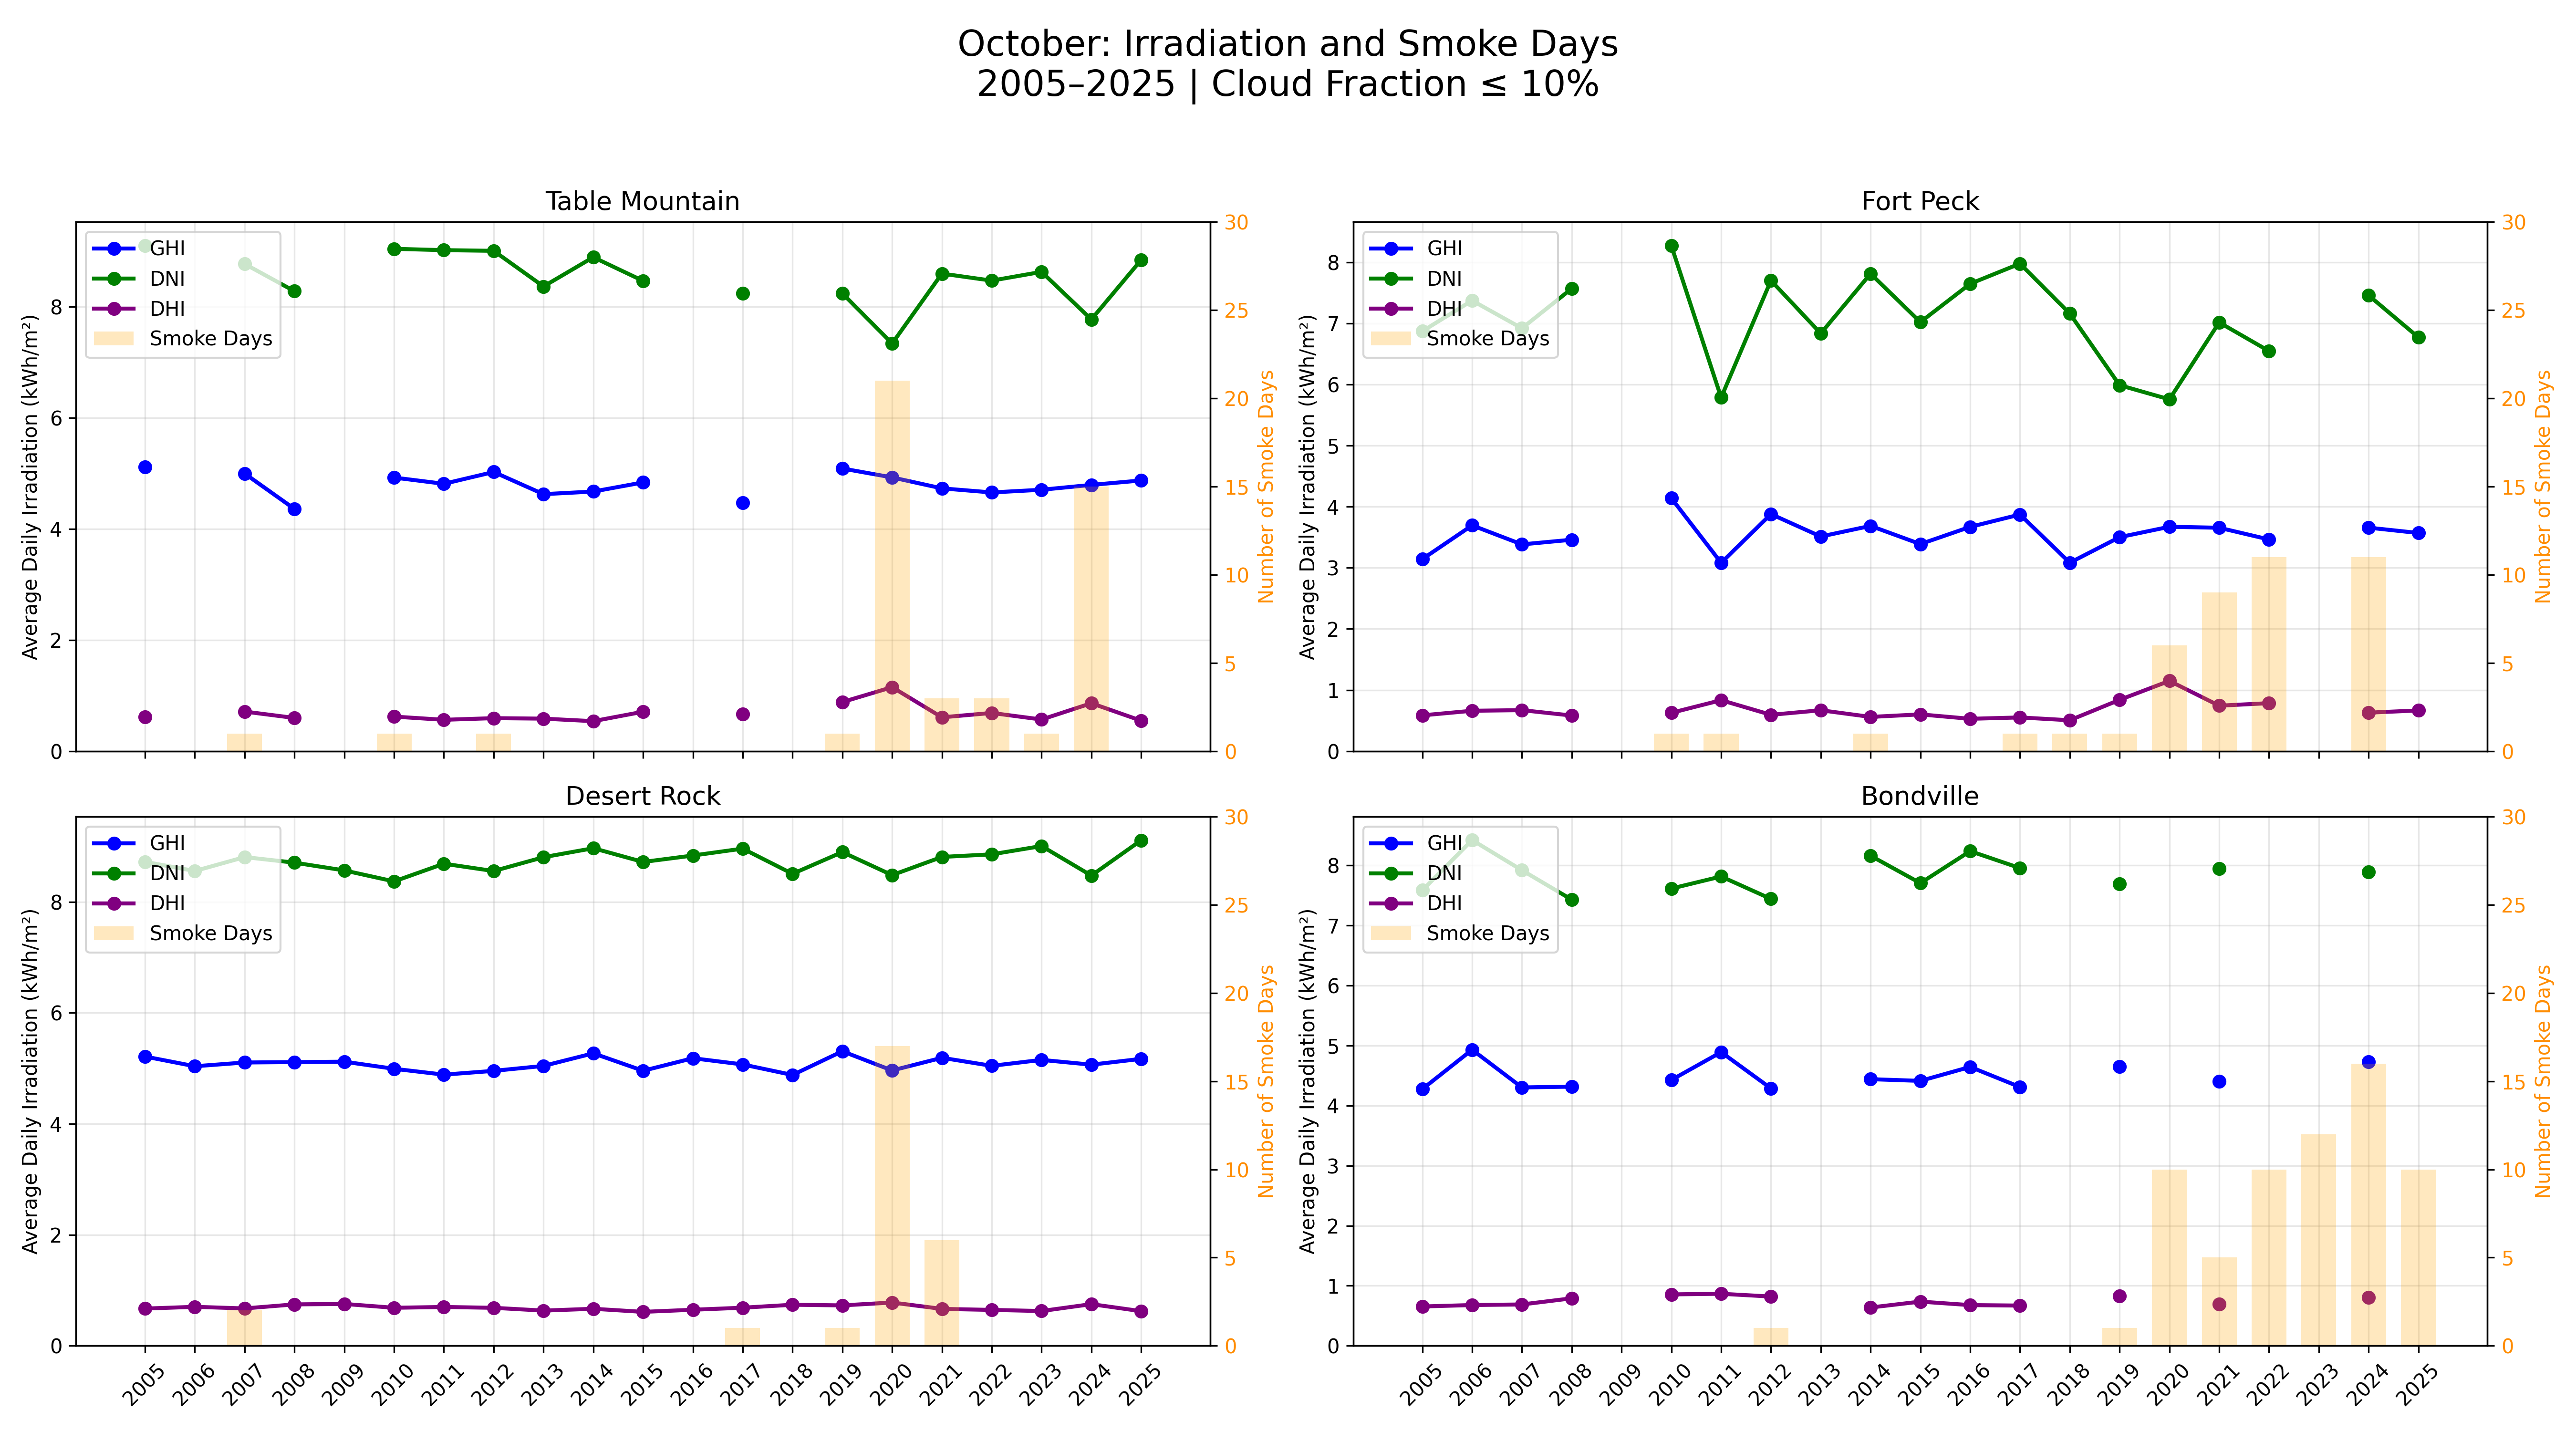 October: Irradiation and Smoke Days
2005–2025 | Cloud Fraction ≤ 10%
Table Mountain
GHI
DNI
DHI
Smoke Days
Average Daily Irradiation (kWh/m²)
0
2
4
6
8
Number of Smoke Days
0
5
10
15
20
25
30
Fort Peck
GHI
DNI
DHI
Smoke Days
Average Daily Irradiation (kWh/m²)
0
1
2
3
4
5
6
7
8
Number of Smoke Days
0
5
10
15
20
25
30
Desert Rock
GHI
DNI
DHI
Smoke Days
Average Daily Irradiation (kWh/m²)
0
2
4
6
8
Number of Smoke Days
0
5
10
15
20
25
30
2005 2006 2007 2008 2009 2010 2011 2012 2013 2014 2015 2016 2017 2018 2019 2020 2021 2022 2023 2024 2025
Bondville
GHI
DNI
DHI
Smoke Days
Average Daily Irradiation (kWh/m²)
0
1
2
3
4
5
6
7
8
Number of Smoke Days
0
5
10
15
20
25
30
2005 2006 2007 2008 2009 2010 2011 2012 2013 2014 2015 2016 2017 2018 2019 2020 2021 2022 2023 2024 2025